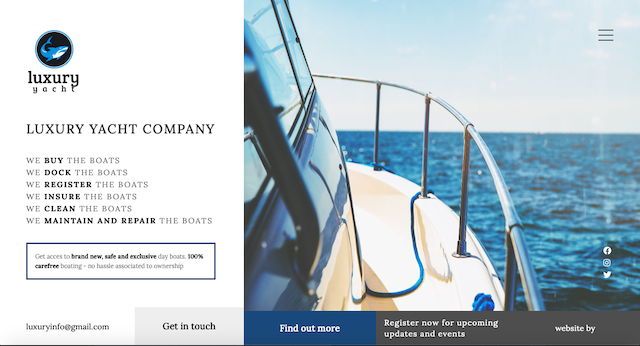 luxury
yacht
LUXURY YACHT COMPANY
WE BUY THE BOATS
WE DOCK THE BOATS
WE REGISTER THE BOATS
WE INSURE THE BOATS
WE CLEAN THE BOATS
WE MAINTAIN AND REPAIR THE BOATS
Get acces to brand new, safe and exclusive day boats. 100%
carefree boating - no hassle associated to ownership
luxuryinfo@gmail.com
Get in touch
Find out more
Register now for upcoming
updates and events
website by